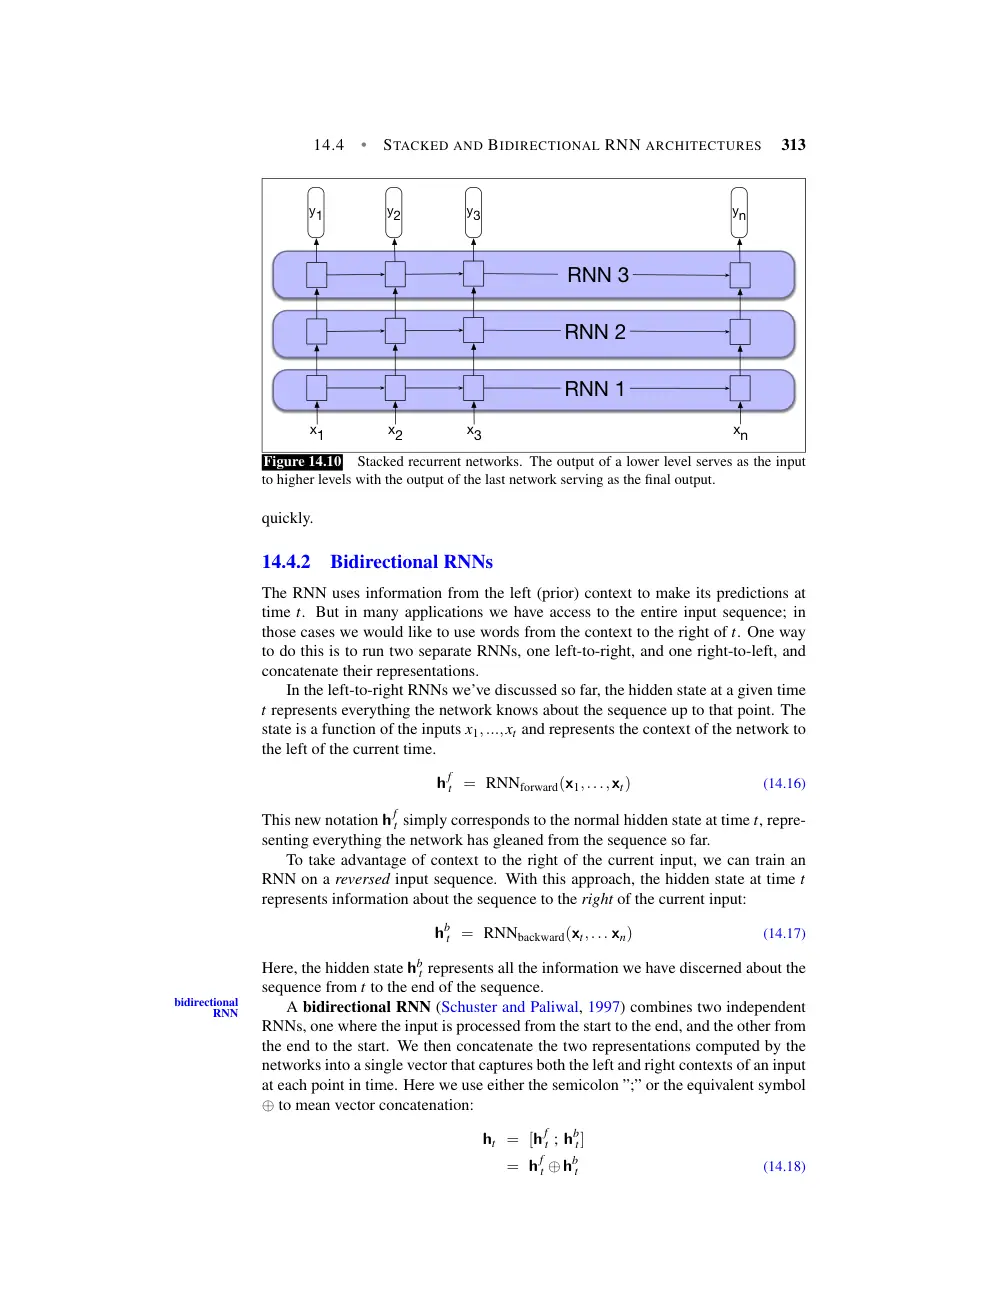 14.4 • STACKED AND BIDIRECTIONAL RNN ARCHITECTURES 313
y1 y2 y3 yn
RNN 3
RNN 2
RNN 1
x1 x2 x3 xn
Figure 14.10 Stacked recurrent networks. The output of a lower level serves as the input
to higher levels with the output of the last network serving as the final output.
quickly.
14.4.2 Bidirectional RNNs
The RNN uses information from the left (prior) context to make its predictions at
time t. But in many applications we have access to the entire input sequence; in
those cases we would like to use words from the context to the right of t. One way
to do this is to run two separate RNNs, one left-to-right, and one right-to-left, and
concatenate their representations.
In the left-to-right RNNs we've discussed so far, the hidden state at a given time
t represents everything the network knows about the sequence up to that point. The
state is a function of the inputs x1,...,xt and represents the context of the network to
the left of the current time.
h^f_t = RNNforward(x1,...,xt) (14.16)
This new notation h^f_t simply corresponds to the normal hidden state at time t, repre-
senting everything the network has gleaned from the sequence so far.
To take advantage of context to the right of the current input, we can train an
RNN on a reversed input sequence. With this approach, the hidden state at time t
represents information about the sequence to the right of the current input:
h^b_t = RNNbackward(xt,... xn) (14.17)
Here, the hidden state h^b_t represents all the information we have discerned about the
sequence from t to the end of the sequence.
bidirectional
RNN
A bidirectional RNN (Schuster and Paliwal, 1997) combines two independent
RNNs, one where the input is processed from the start to the end, and the other from
the end to the start. We then concatenate the two representations computed by the
networks into a single vector that captures both the left and right contexts of an input
at each point in time. Here we use either the semicolon ”;” or the equivalent symbol
⊕ to mean vector concatenation:
ht = [h^f_t ; h^b_t]
= h^f_t ⊕ h^b_t (14.18)